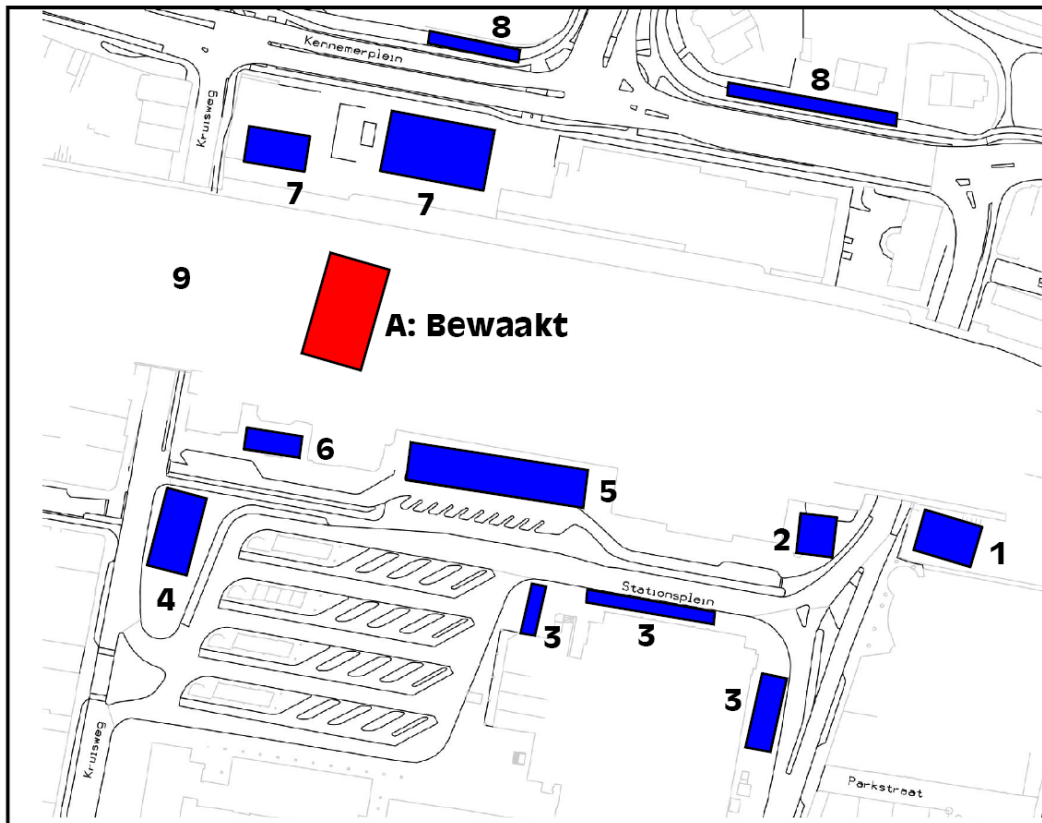 8
Kennemerplein
8
Kruisweg
7
7
9
A: Bewaakt
6
5
2
1
4
Stationsplein
3
3
3
Kruisweg
Parkstraat